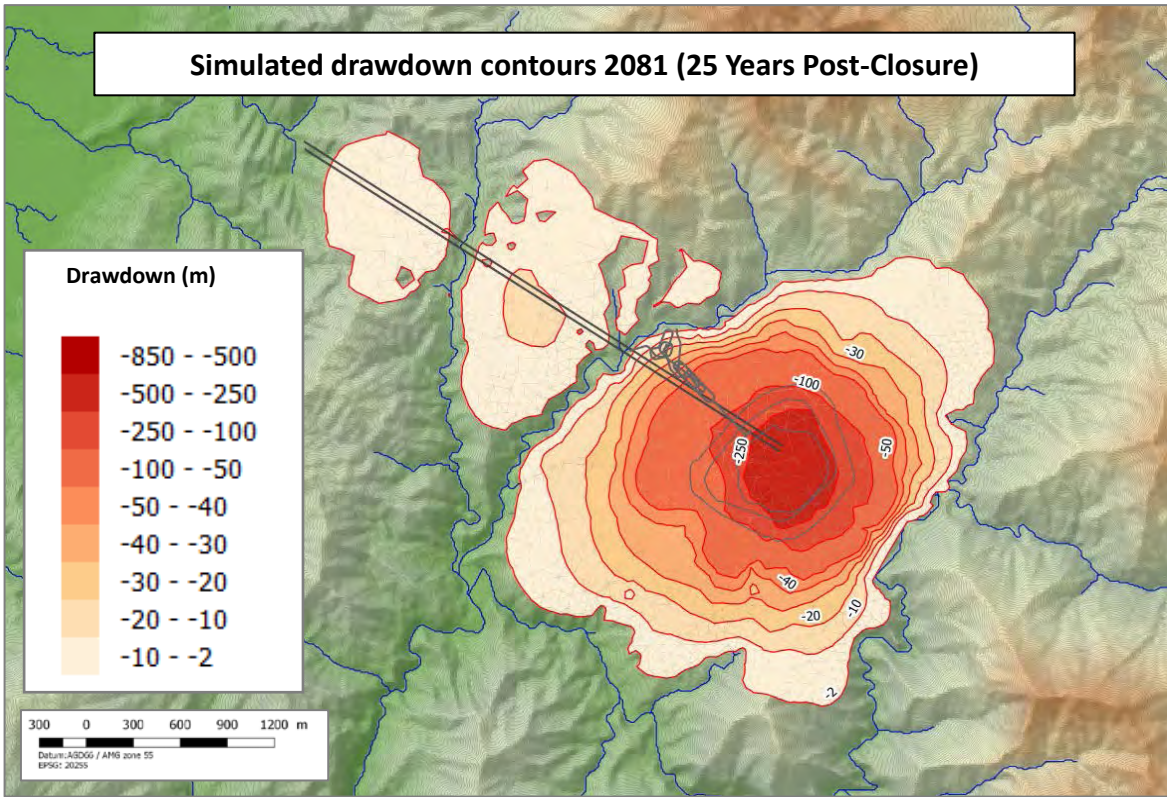 Simulated drawdown contours 2081 (25 Years Post-Closure)
Drawdown (m)
-850 - -500
-500 - -250
-250 - -100
-100 - -50
-50 - -40
-40 - -30
-30 - -20
-20 - -10
-10 - -2
300 0 300 600 900 1200 m
Datum:AGD66 / AMG zone 55
EPSG: 20255
-30
-100
-50
-250
-40
-20
-10
-2